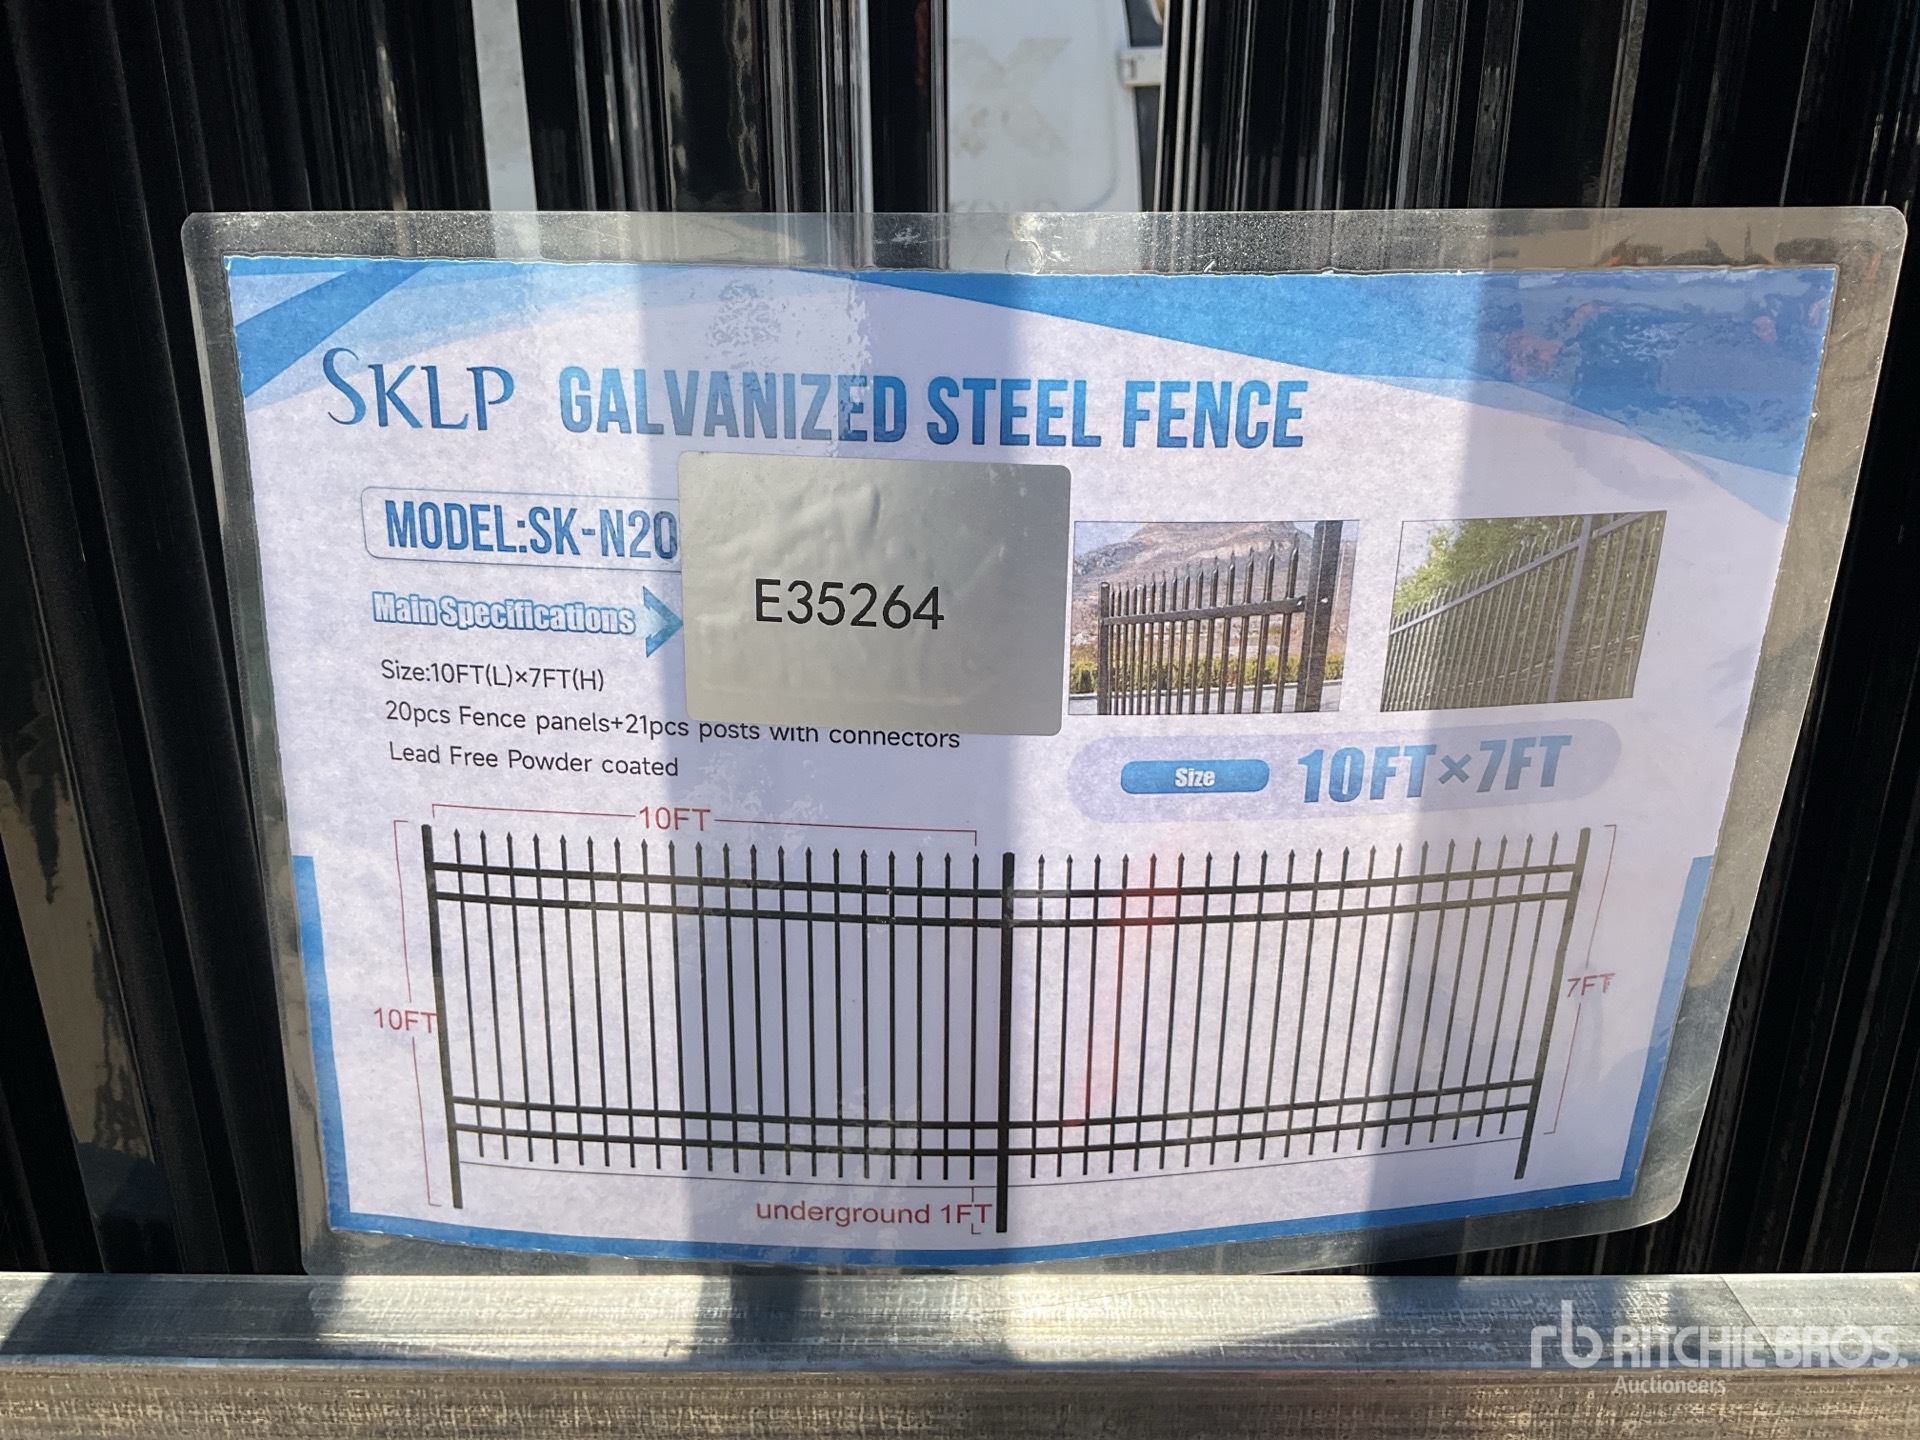 SKLP GALVANIZED STEEL FENCE
MODEL:SK-N20
E35264
Main Specifications
Size:10FT(L)×7FT(H)
20pcs Fence panels+21pcs posts with connectors
Lead Free Powder coated
Size 10FT×7FT
10FT
10FT
7FT
underground 1FT
rb RITCHIE BROS.
Auctioneers